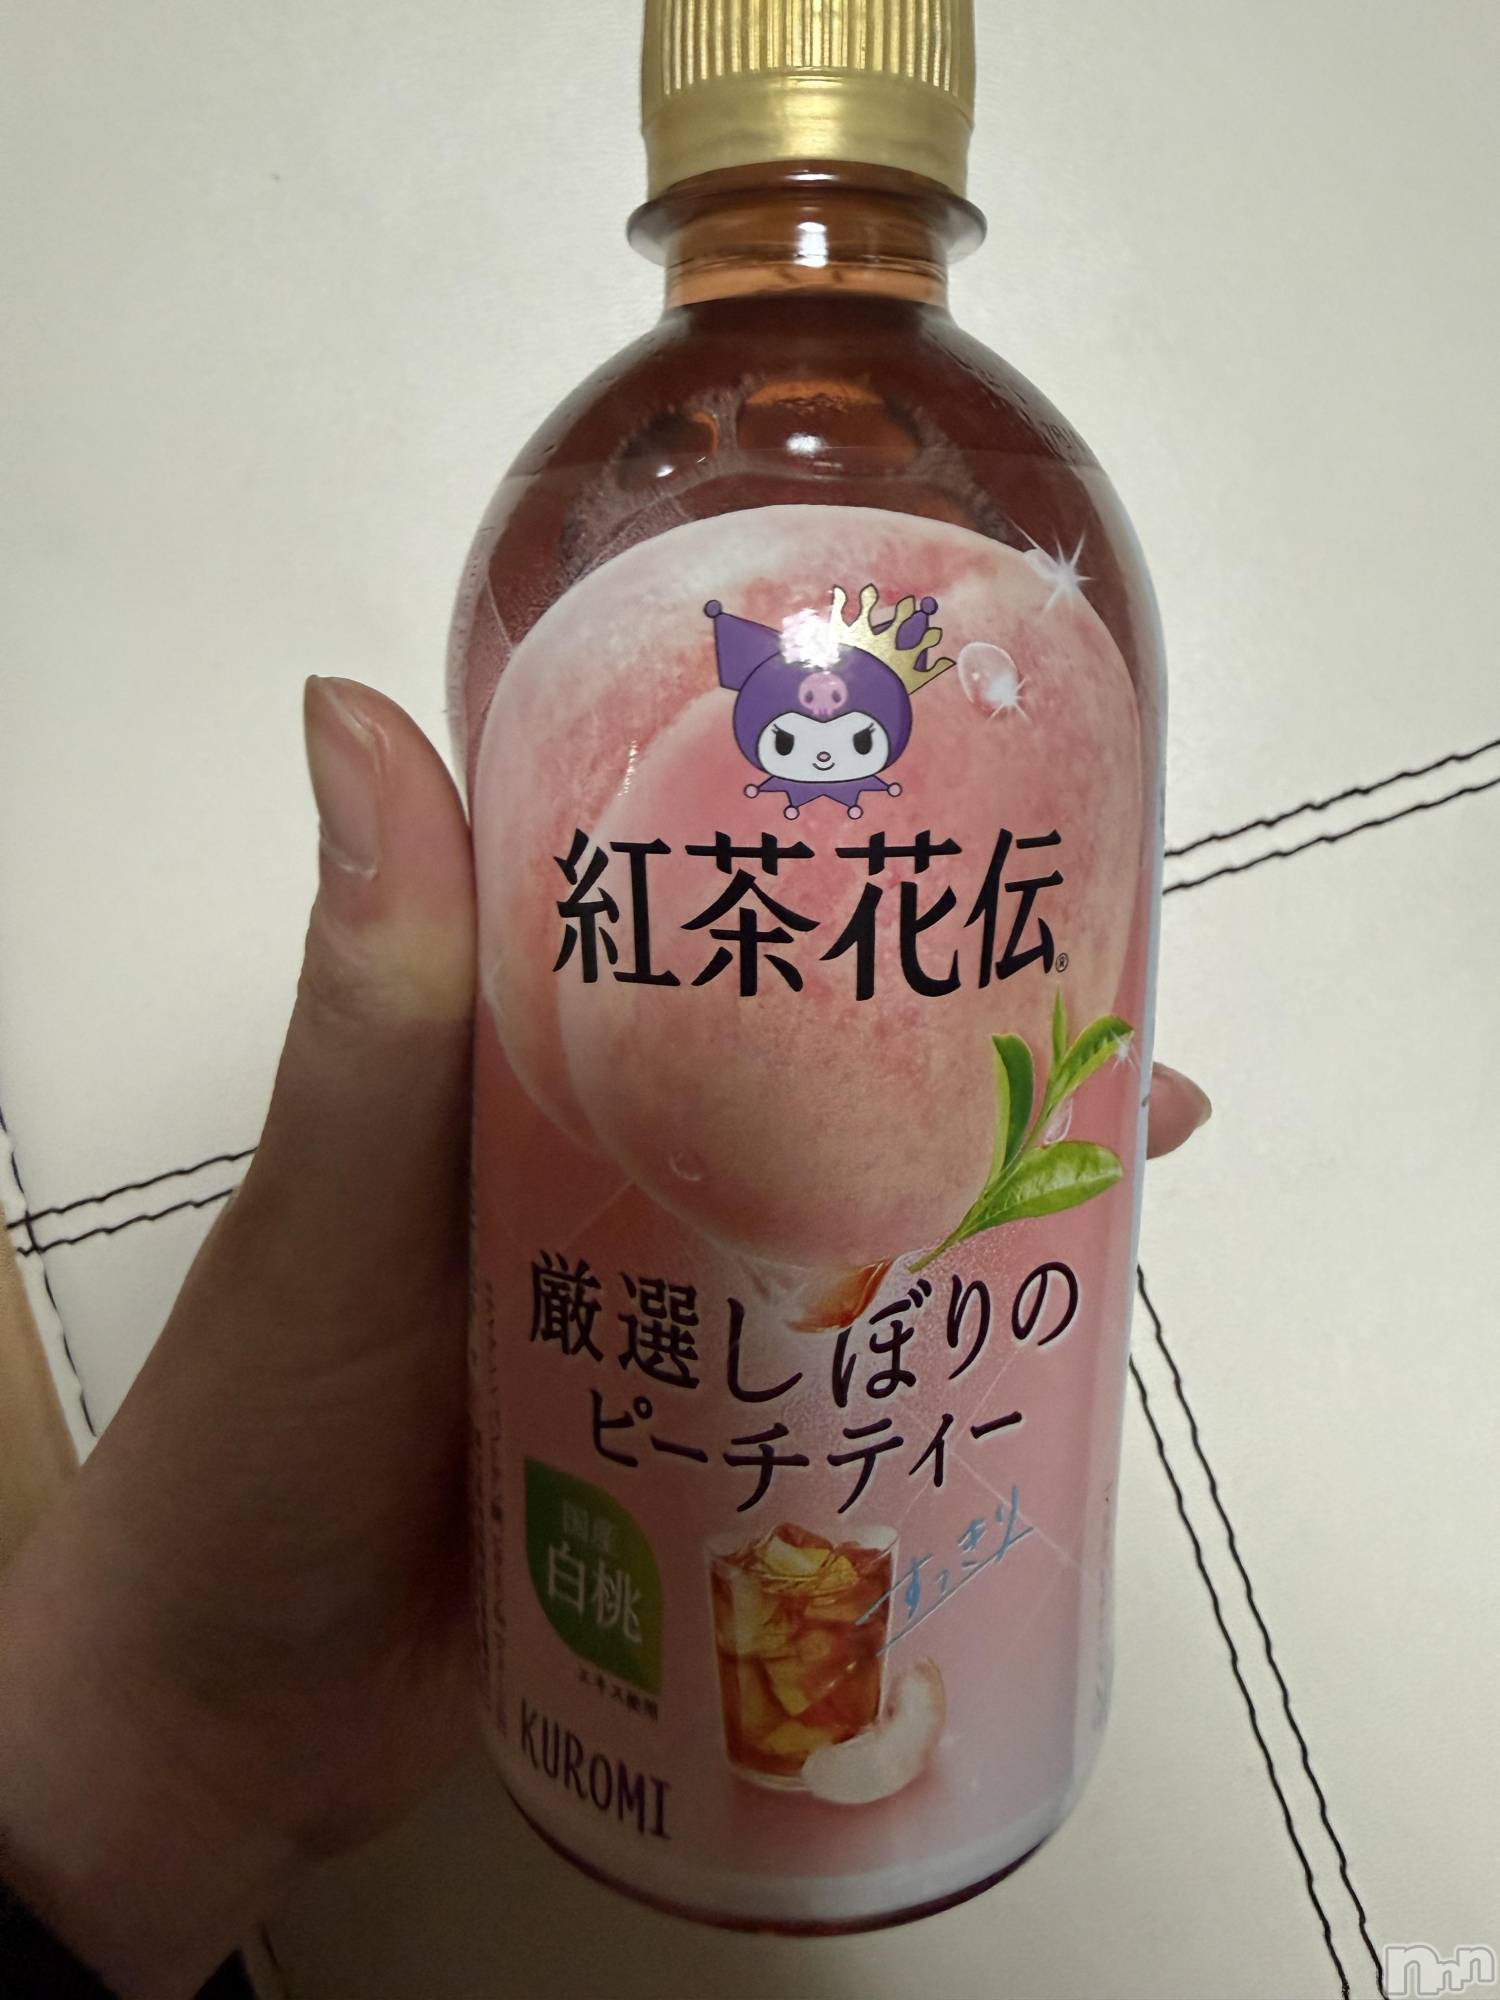 紅茶花伝®
厳選しぼりの
ピーチティー
すっきり
国産
白桃
エキス使用
KUROMI
nnn